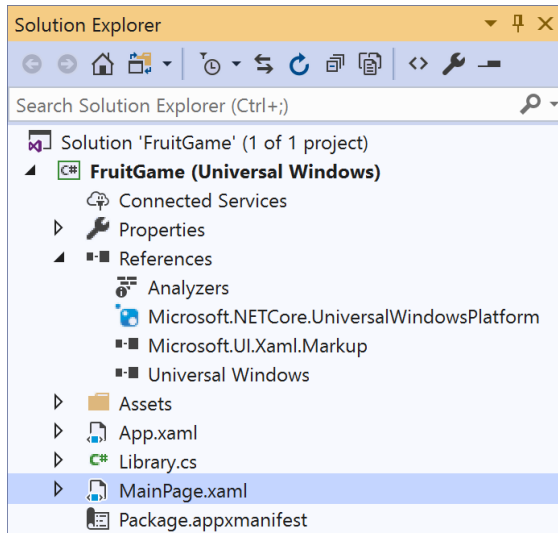 Solution Explorer
Search Solution Explorer (Ctrl+;)
Solution 'FruitGame' (1 of 1 project)
C# FruitGame (Universal Windows)
Connected Services
Properties
References
Analyzers
Microsoft.NETCore.UniversalWindowsPlatform
Microsoft.UI.Xaml.Markup
Universal Windows
Assets
App.xaml
C# Library.cs
MainPage.xaml
Package.appxmanifest